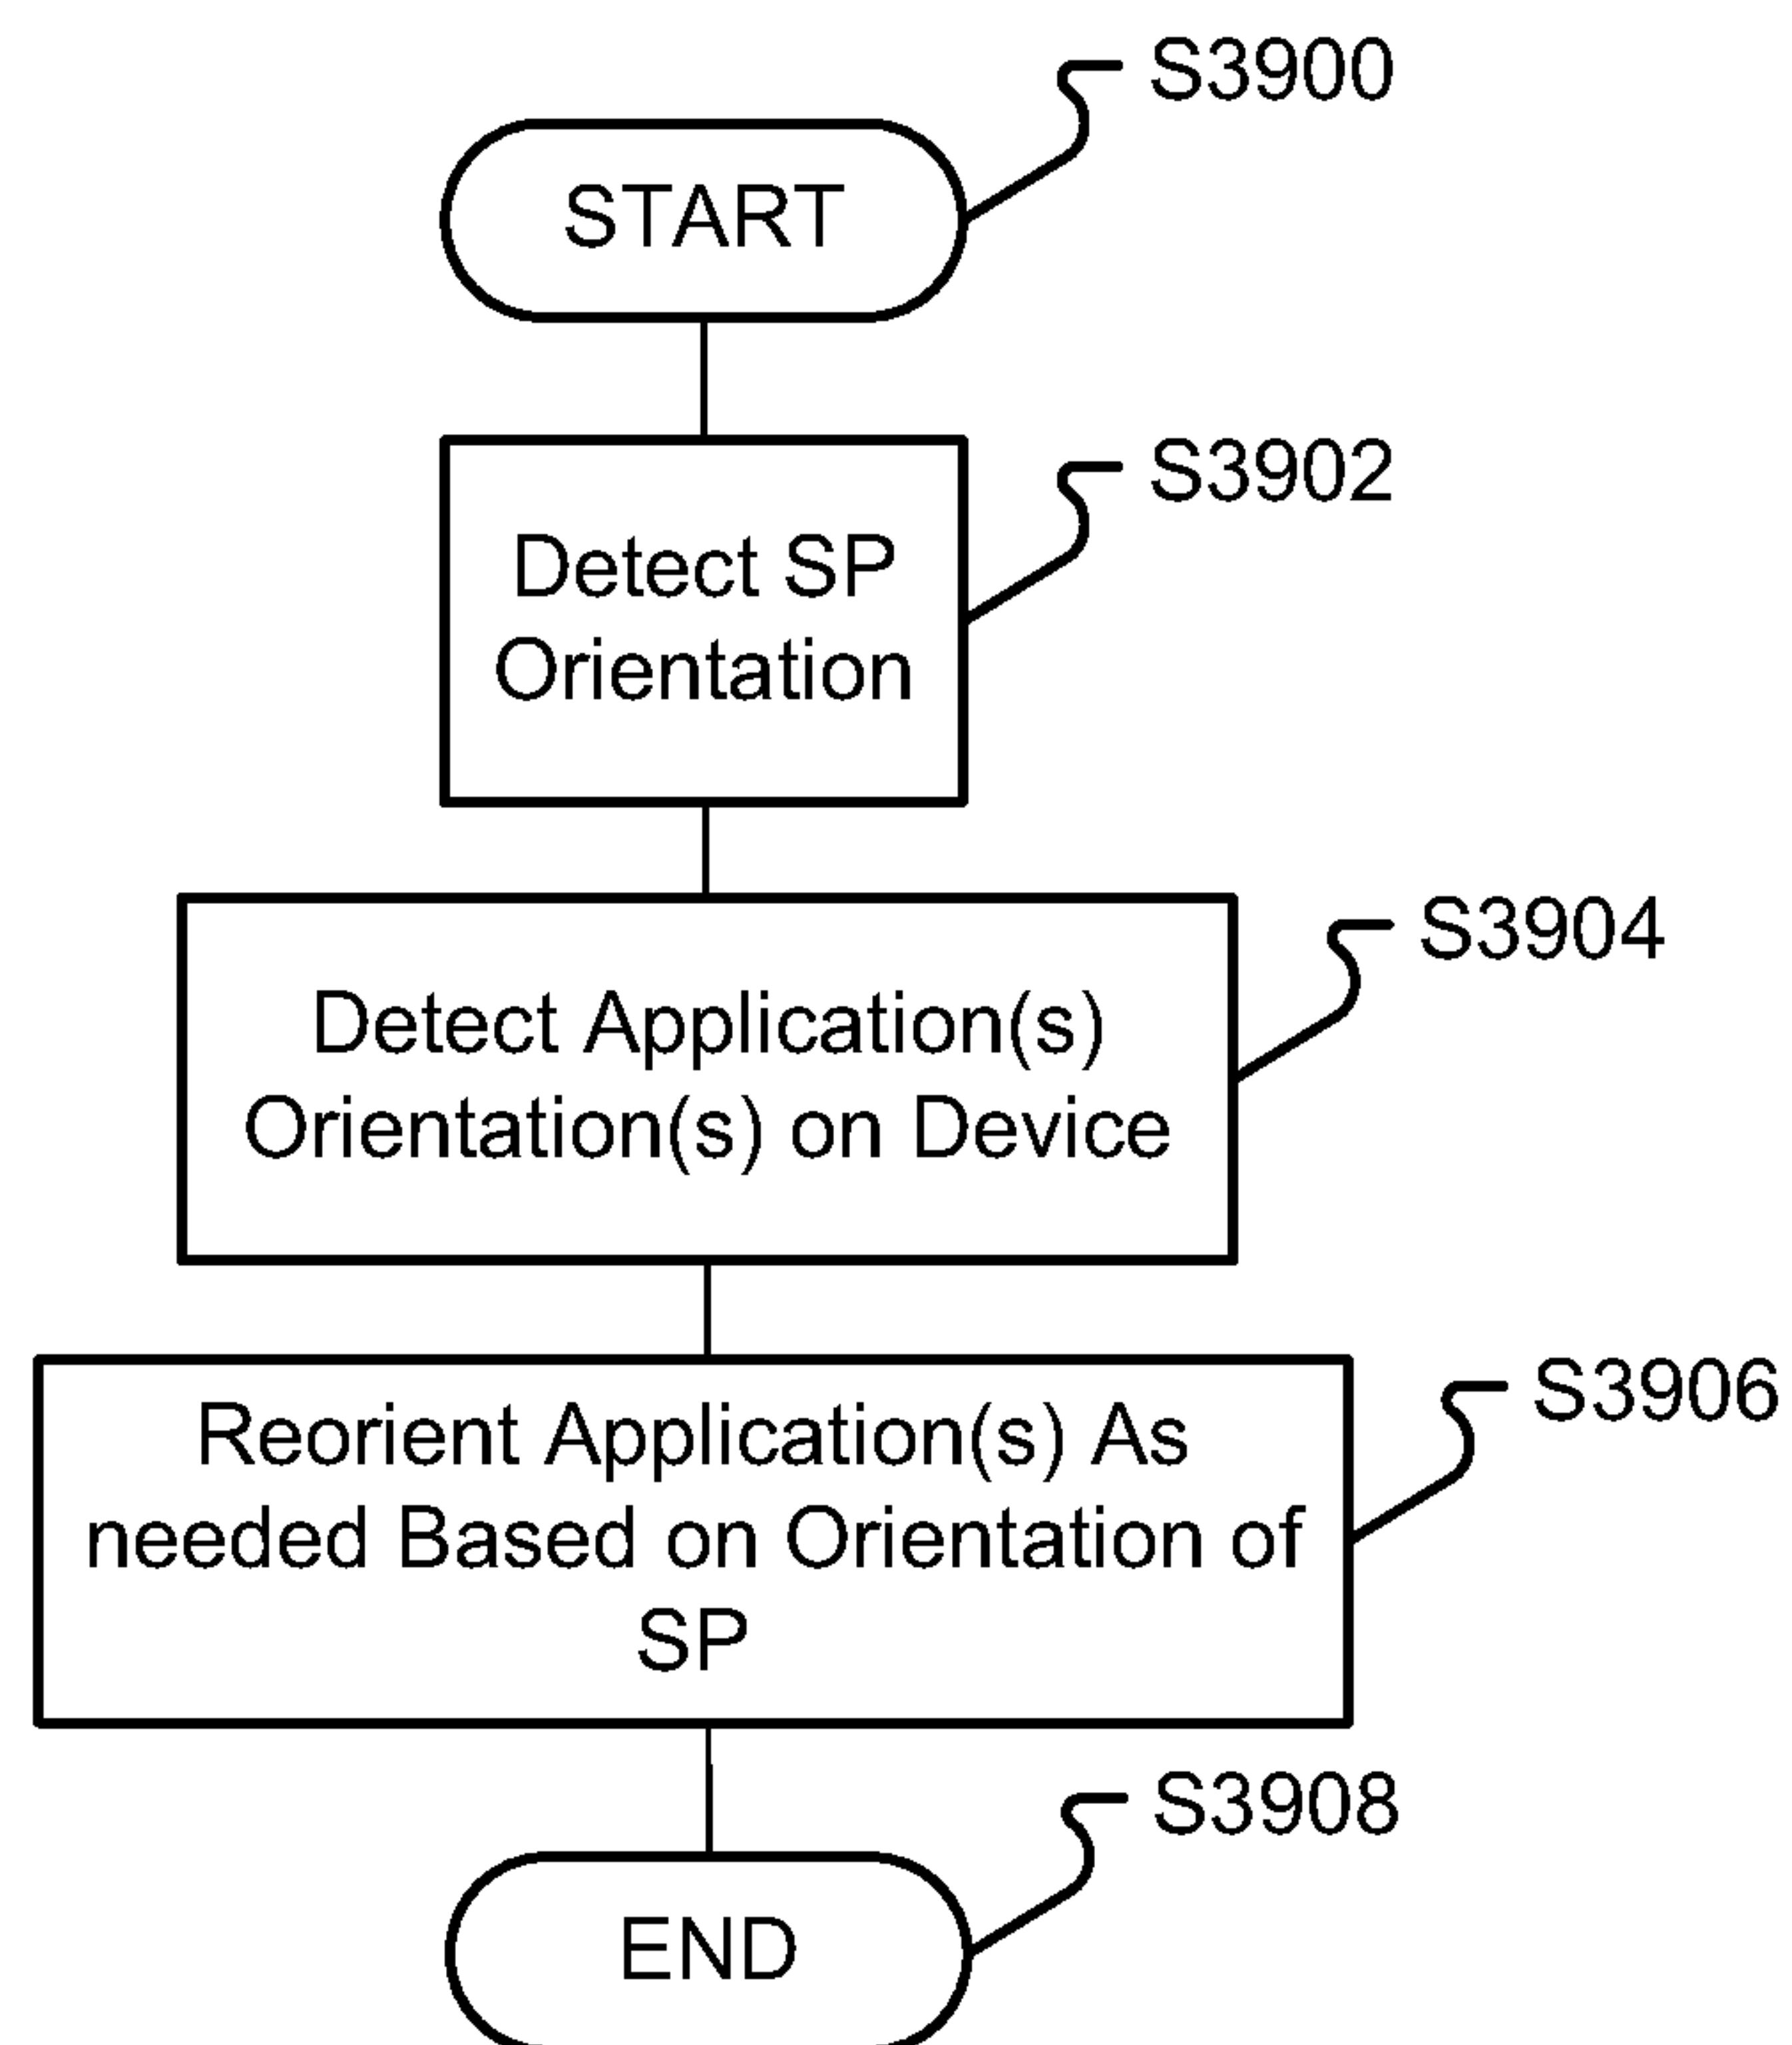 S3900
START
S3902
Detect SP
Orientation
S3904
Detect Application(s)
Orientation(s) on Device
S3906
Reorient Application(s) As
needed Based on Orientation of
SP
S3908
END